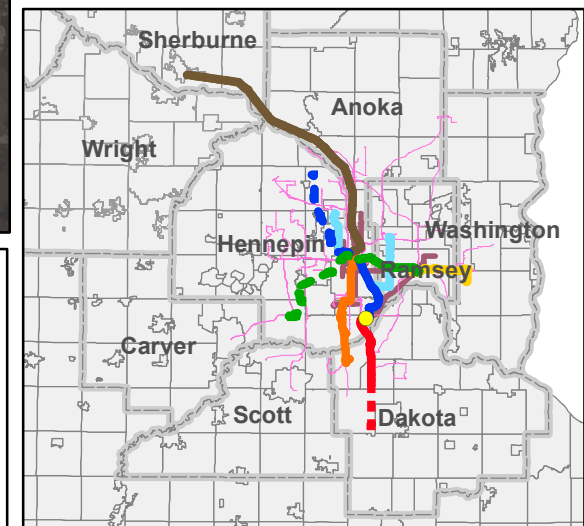 Sherburne
Anoka
Wright
Washington
Hennepin
Ramsey
Carver
Scott
Dakota